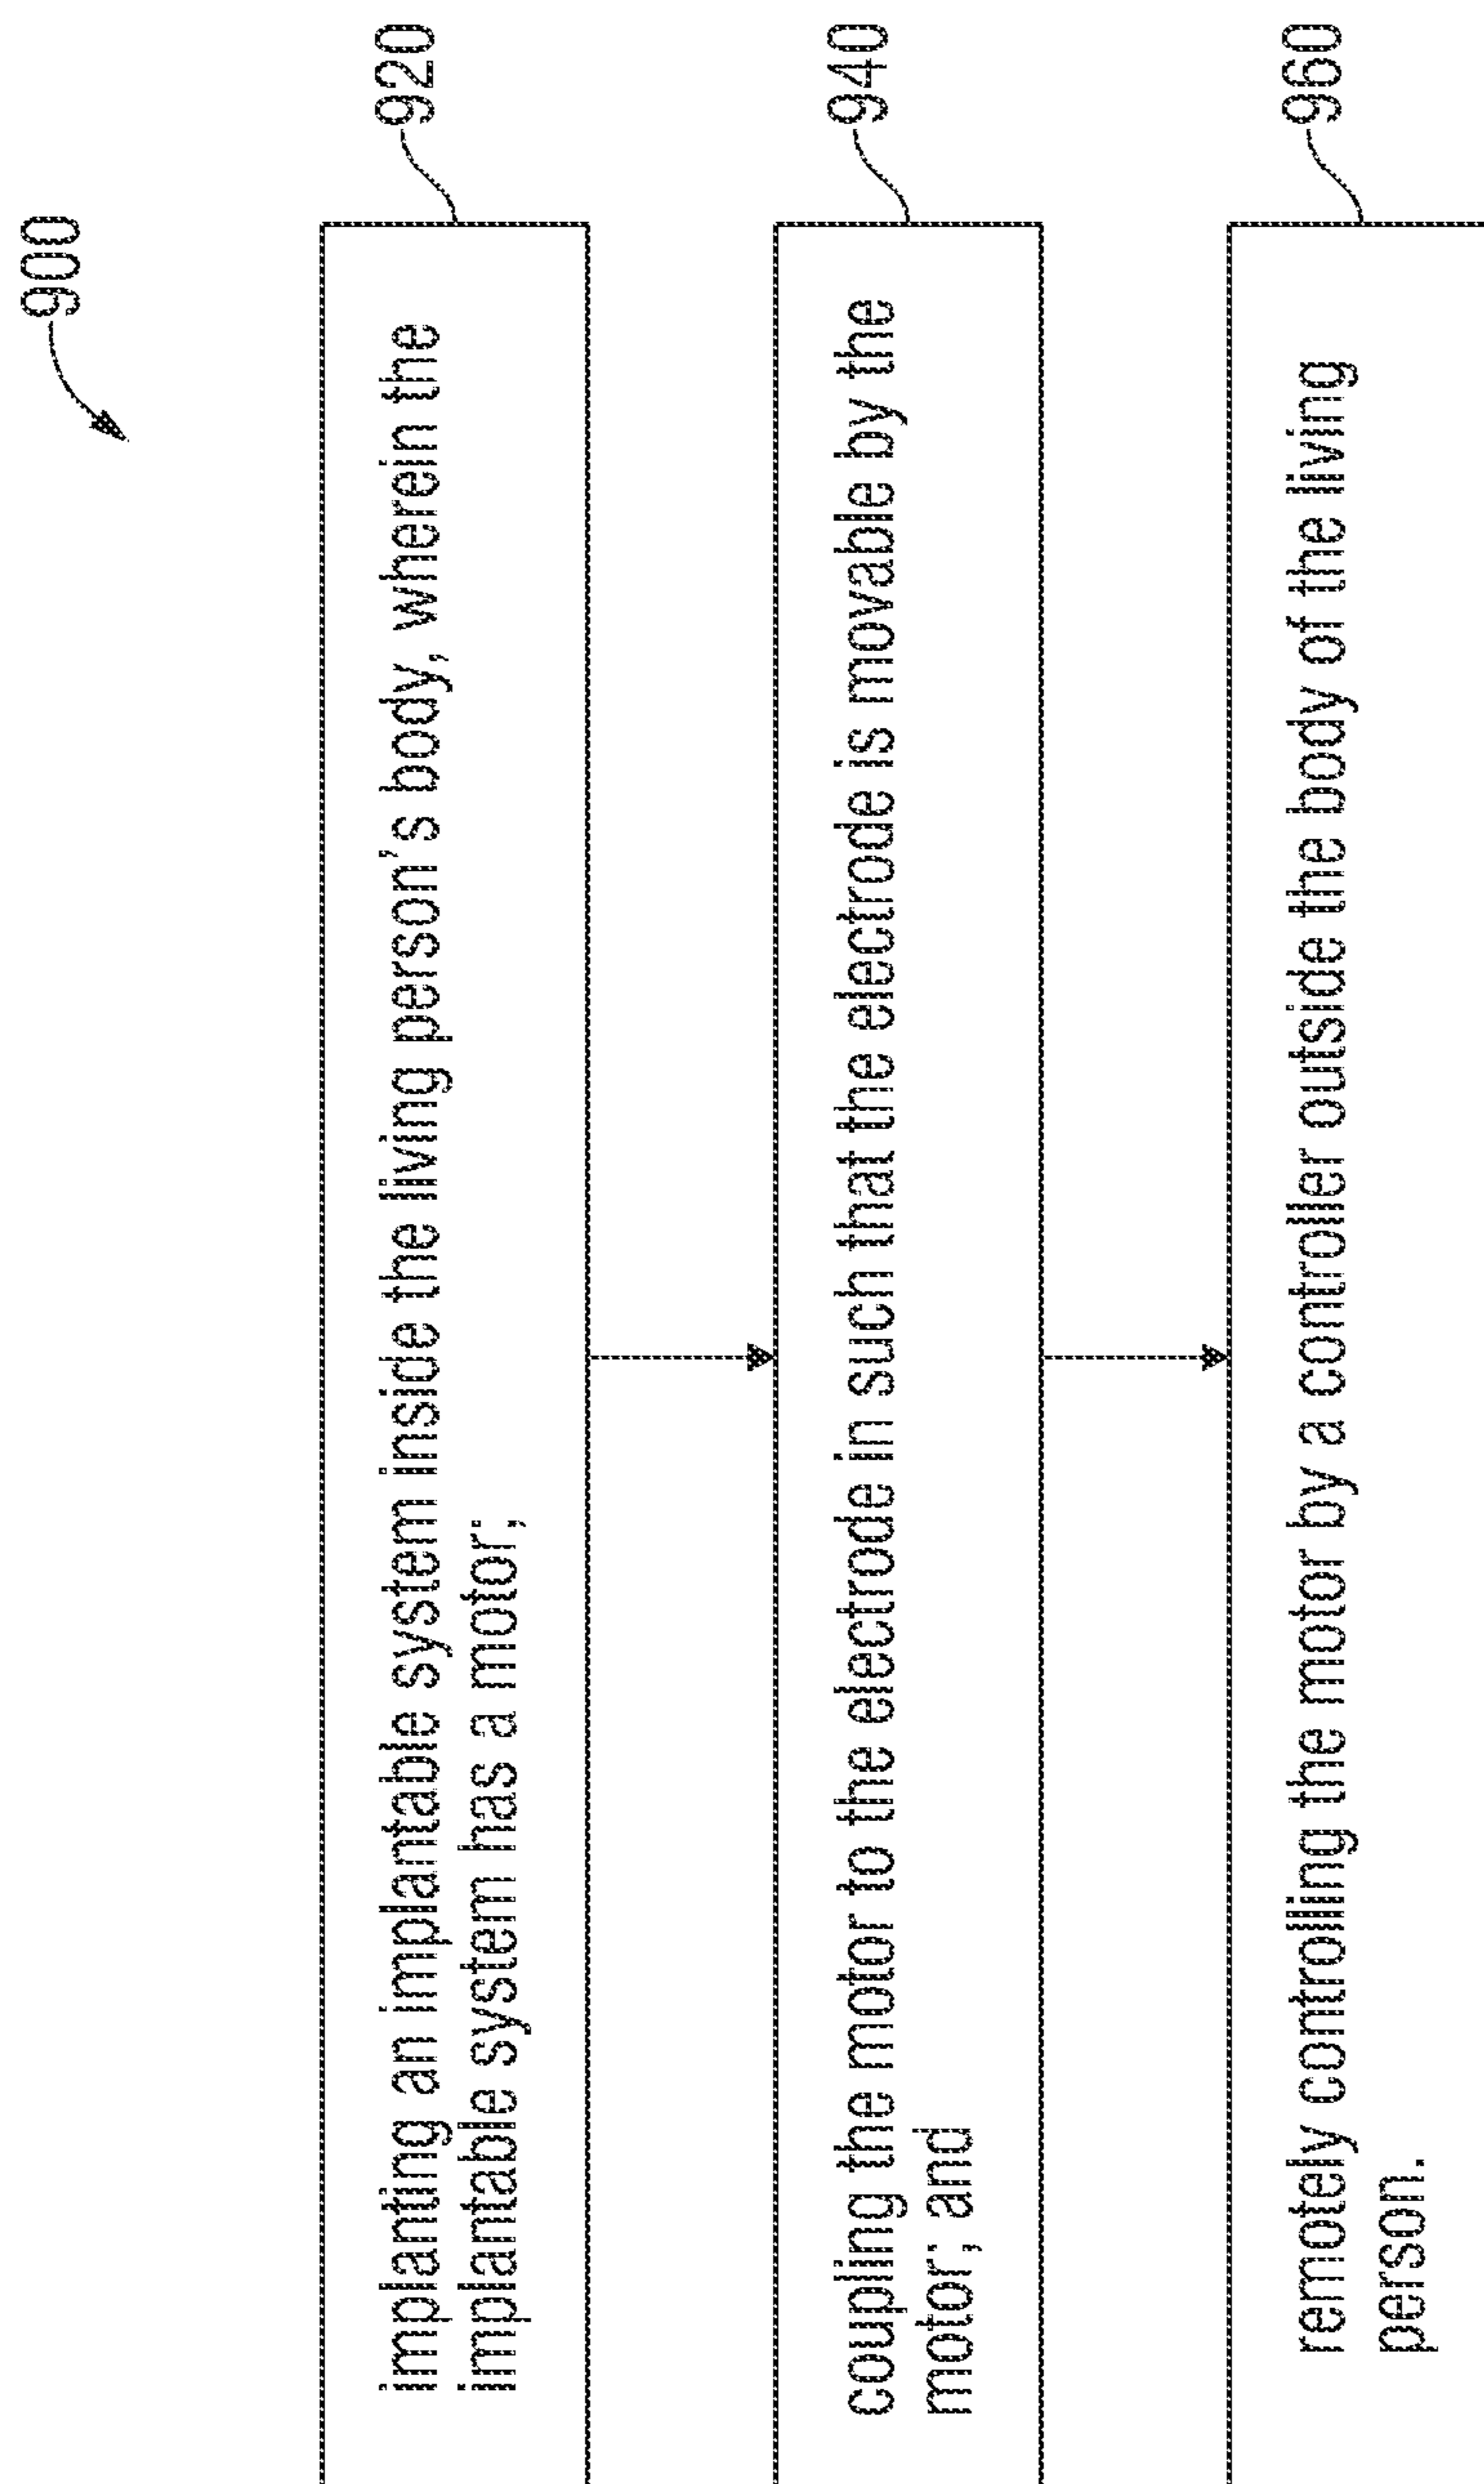 900
implanting an implantable system inside the living person's body, wherein the
implantable system has a motor;
920
coupling the motor to the electrode in such that the electrode is movable by the
motor; and
940
remotely controlling the motor by a controller outside the body of the living
person.
960